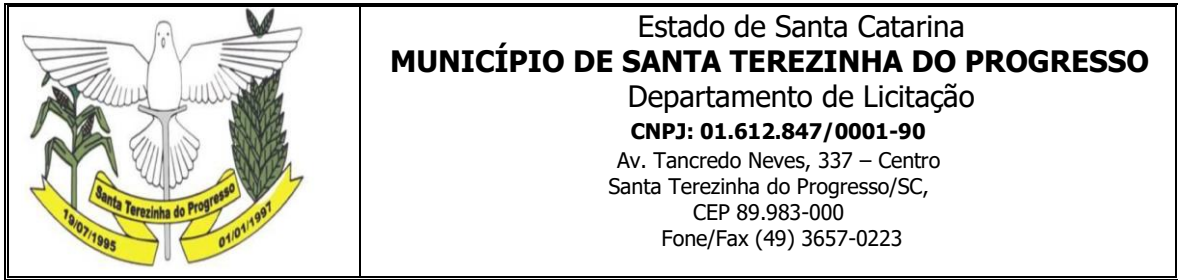 Santa Terezinha do Progresso
19/07/1995
01/01/1997
Estado de Santa Catarina
MUNICÍPIO DE SANTA TEREZINHA DO PROGRESSO
Departamento de Licitação
CNPJ: 01.612.847/0001-90
Av. Tancredo Neves, 337 – Centro
Santa Terezinha do Progresso/SC,
CEP 89.983-000
Fone/Fax (49) 3657-0223